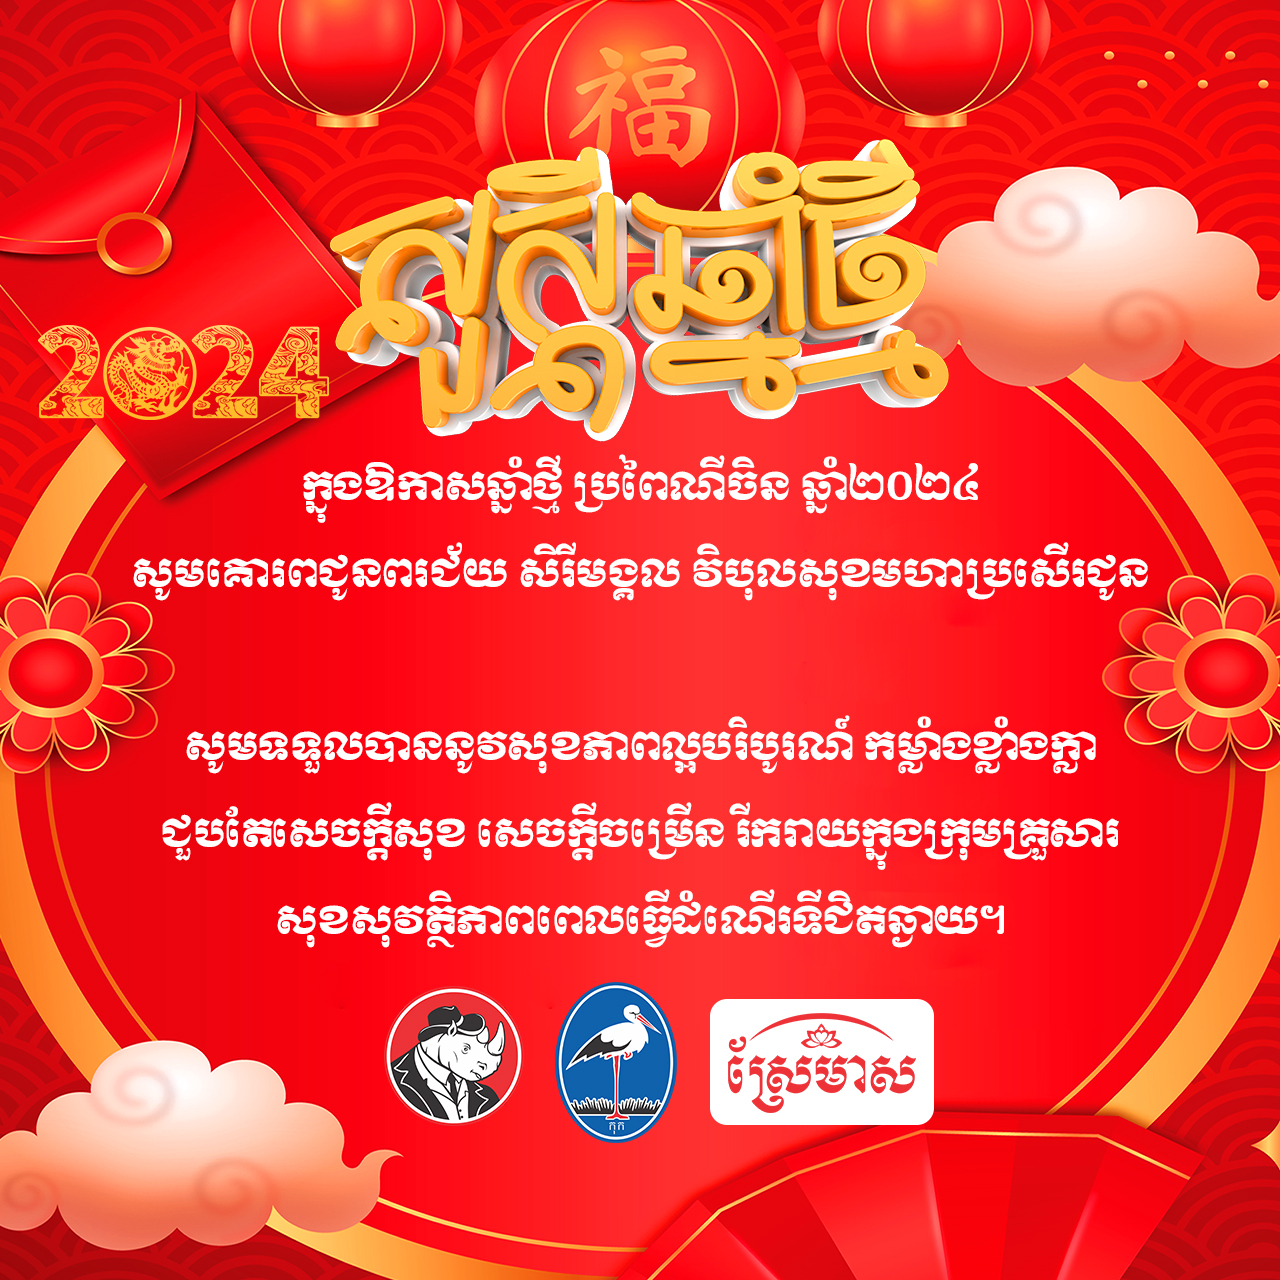 福
សួស្តីឆ្នាំថ្មី
2024
ក្នុងឱកាសឆ្នាំថ្មី ប្រពៃណីចិន ឆ្នាំ២០២៤
សូមគោរពជូនពរជ័យ សិរីមង្គល វិបុលសុខមហាប្រសើរជូន
សូមទទួលបាននូវសុខភាពល្អបរិបូរណ៍ កម្លាំងខ្លាំងក្លា
ជួបតែសេចក្តីសុខ សេចក្តីចម្រើន រីករាយក្នុងក្រុមគ្រួសារ
សុខសុវត្ថិភាពពេលធ្វើដំណើរទីជិតឆ្ងាយ។
កុក
ស្រែមាស